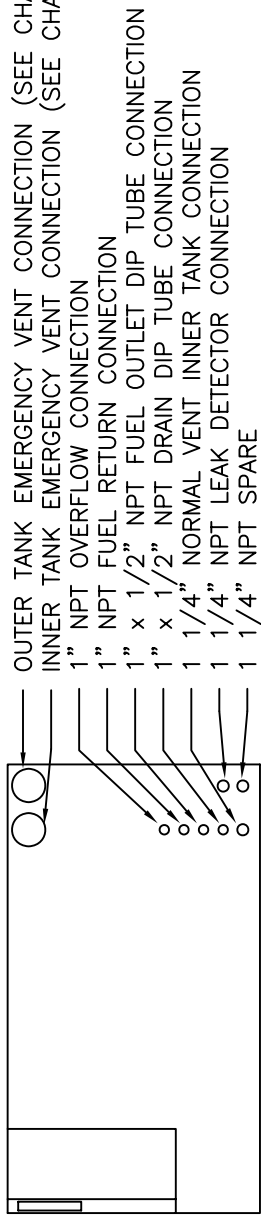 OUTER TANK EMERGENCY VENT CONNECTION (SEE
INNER TANK EMERGENCY VENT CONNECTION (SEE
1" NPT OVERFLOW CONNECTION
1" NPT FUEL RETURN CONNECTION
1" x 1/2" NPT FUEL OUTLET DIP TUBE CONNECTION
1" x 1/2" NPT DRAIN DIP TUBE CONNECTION
1 1/4" NORMAL VENT INNER TANK CONNECTION
1 1/4" NPT LEAK DETECTOR CONNECTION
1 1/4" NPT SPARE